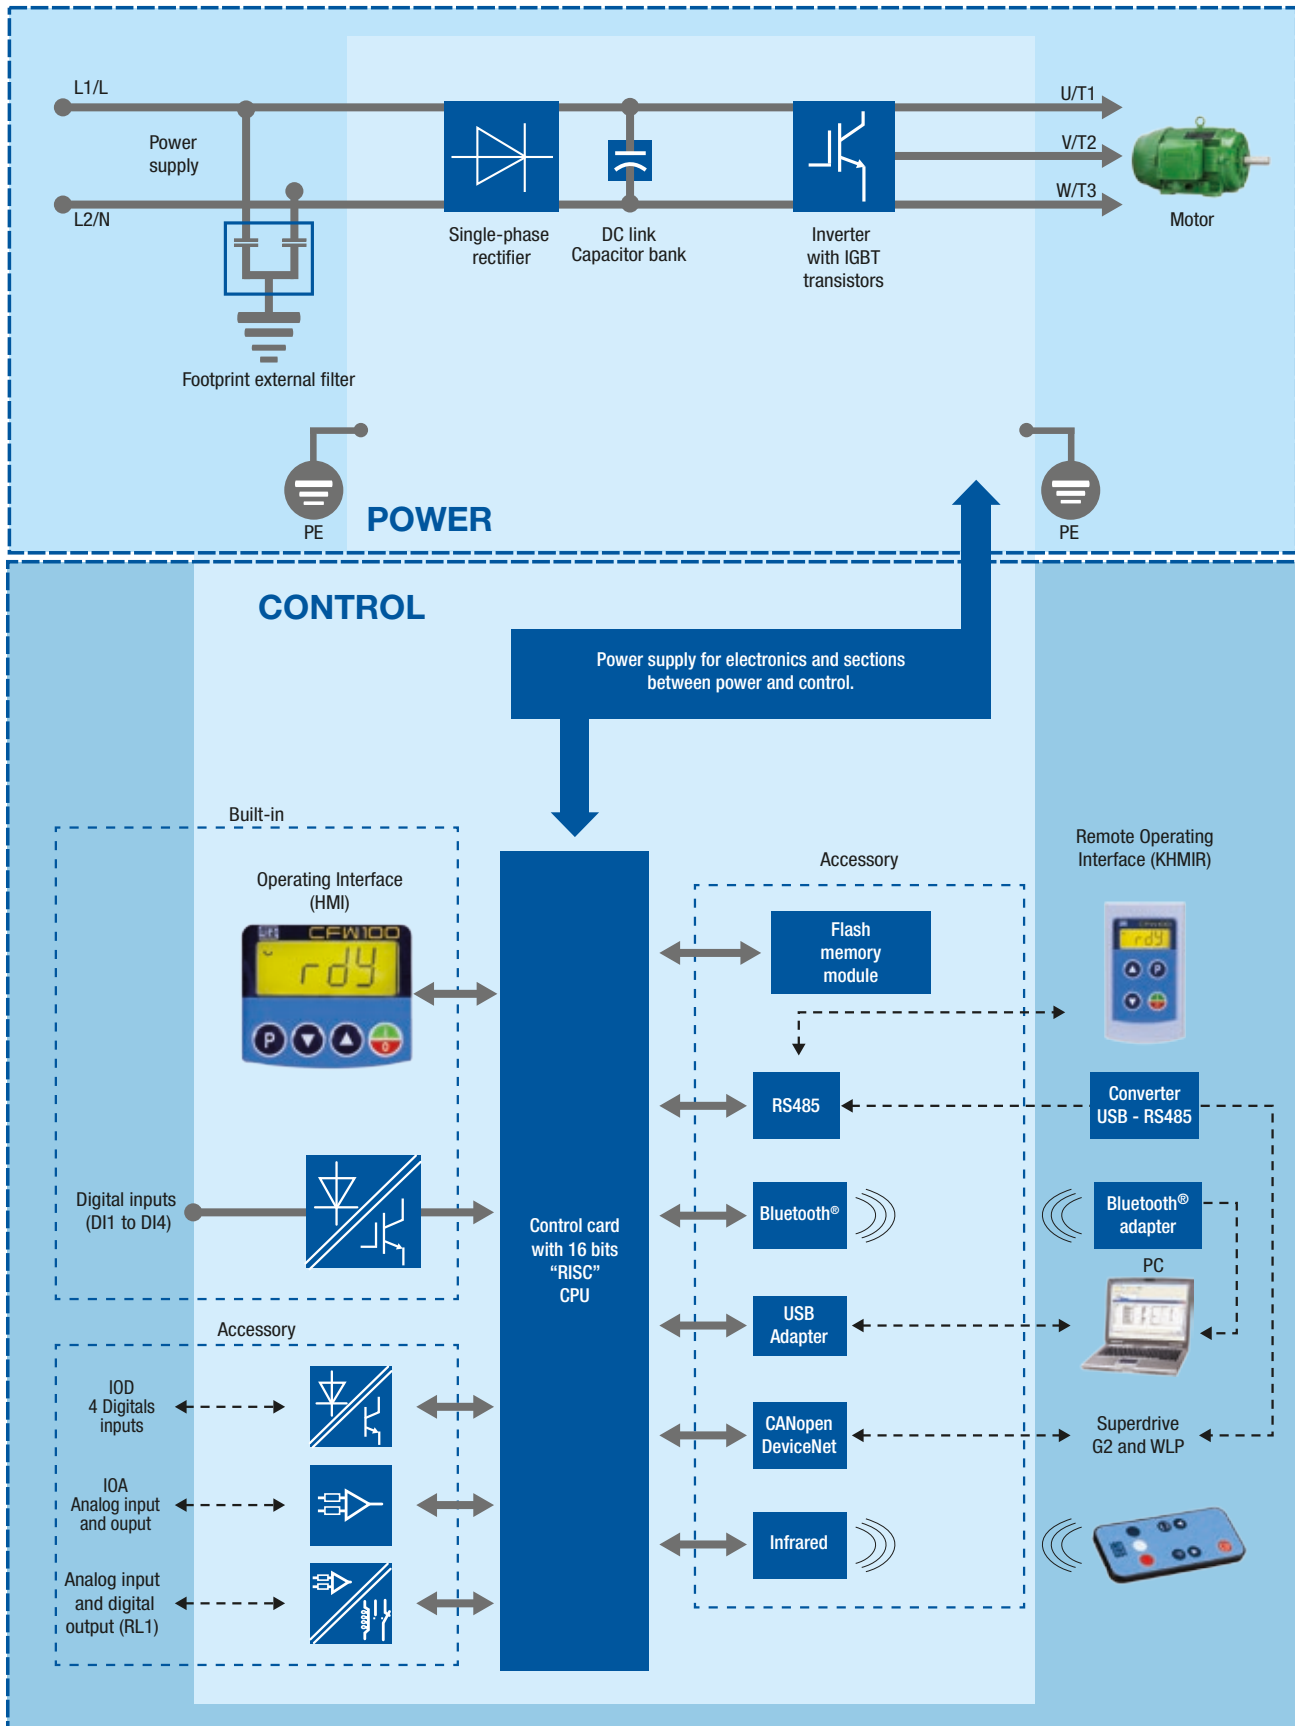 L1/L
U/T1
Power
supply
V/T2
L2/N
W/T3
Motor
Single-phase
rectifier
DC link
Capacitor bank
Inverter
with IGBT
transistors
Footprint external filter
PE
POWER
PE
CONTROL
Power supply for electronics and sections
between power and control.
Built-in
Operating Interface
(HMI)
CFW100
rdy
P
I
0
Digital inputs
(DI1 to DI4)
Accessory
IOD
4 Digitals
inputs
IOA
Analog input
and ouput
Analog input
and digital
output (RL1)
Control card
with 16 bits
“RISC”
CPU
Accessory
Flash
memory
module
RS485
Bluetooth®
USB
Adapter
CANopen
DeviceNet
Infrared
Remote Operating
Interface (KHMIR)
rdy
P
Converter
USB - RS485
Bluetooth®
adapter
PC
Superdrive
G2 and WLP